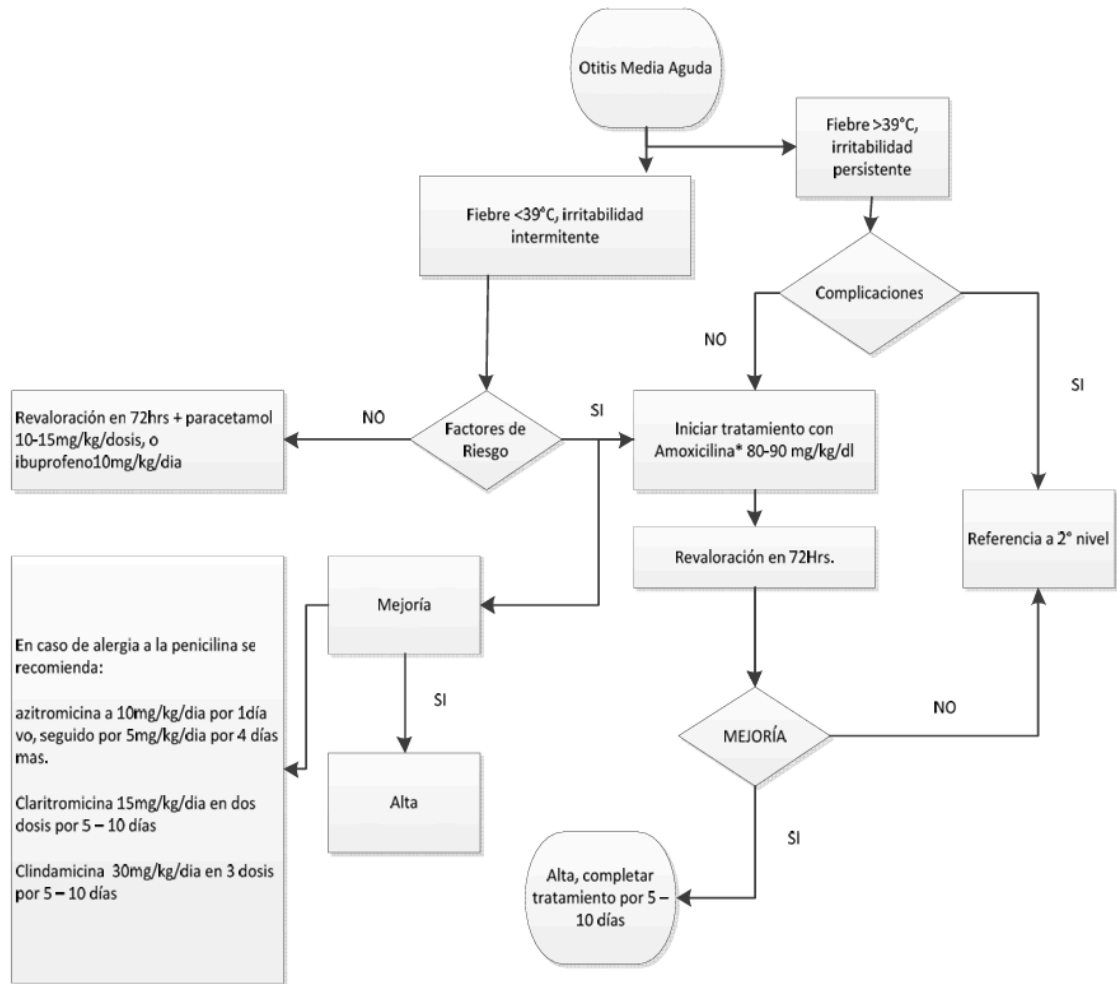 Otitis Media Aguda
Fiebre >39°C,
irritabilidad
persistente
Fiebre <39°C, irritabilidad
intermitente
Complicaciones
NO
SI
Revaloración en 72hrs + paracetamol
10-15mg/kg/dosis, o
ibuprofeno10mg/kg/dia
NO
Factores de
Riesgo
SI
Iniciar tratamiento con
Amoxicilina* 80-90 mg/kg/dl
Referencia a 2° nivel
Revaloración en 72Hrs.
Mejoría
En caso de alergia a la penicilina se
recomienda:
azitromicina a 10mg/kg/dia por 1día
vo, seguido por 5mg/kg/dia por 4 días
mas.
Claritromicina 15mg/kg/dia en dos
dosis por 5 – 10 días
Clindamicina 30mg/kg/dia en 3 dosis
por 5 – 10 días
SI
Alta
MEJORÍA
NO
SI
Alta, completar
tratamiento por 5 –
10 días